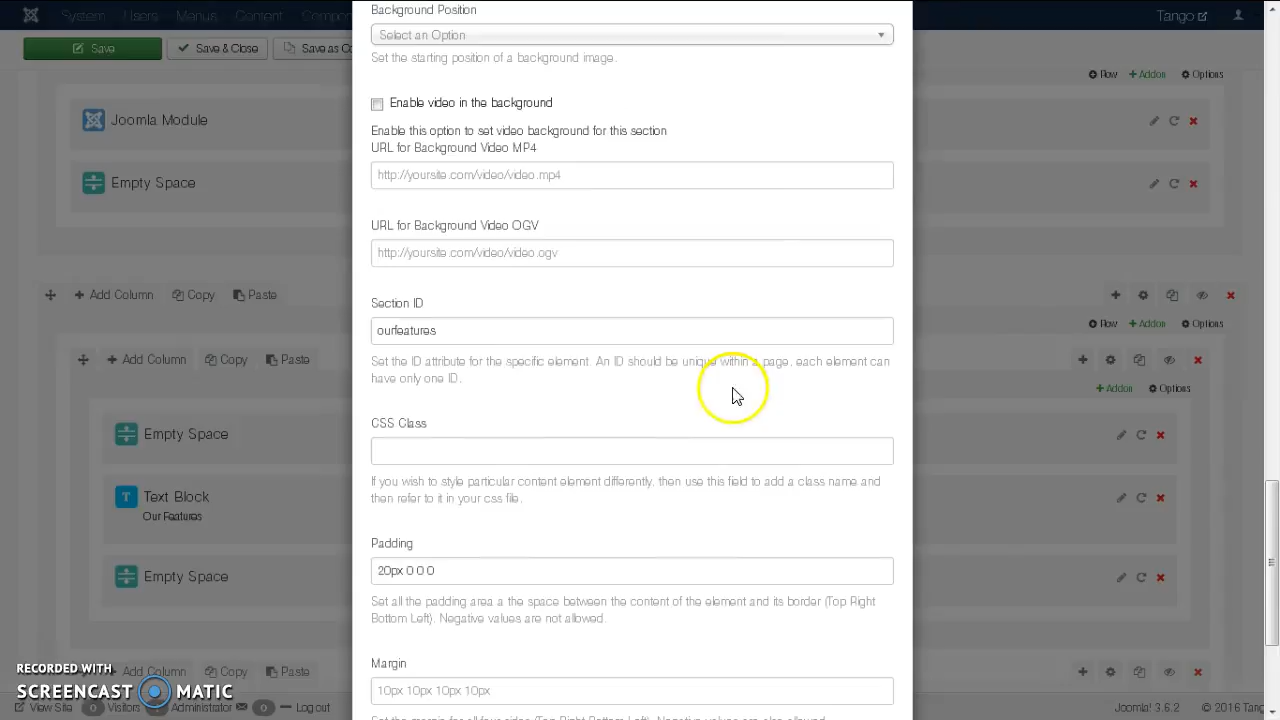 Background Position
System Users Menus Content Compon
Tango
Select an Option
Save
Save & Close
Save as Co
Set the starting position of a background image.
Row
Addon
Options
Enable video in the background
Joomla Module
Enable this option to set video background for this section
URL for Background Video MP4
http://yoursite.com/video/video.mp4
Empty Space
URL for Background Video OGV
http://yoursite.com/video/video.ogv
Add Column Copy Paste
Section ID
Row
Addon
Options
ourfeatures
Add Column Copy Paste
Set the ID attribute for the specific element. An ID should be unique within a page, each element can
have only one ID.
Addon
Options
CSS Class
Empty Space
If you wish to style particular content element differently, then use this field to add a class name and
then refer to it in your css file.
Text Block
Our Features
Padding
20px 0 0 0
Empty Space
Set all the padding area a the space between the content of the element and its border (Top Right
Bottom Left). Negative values are not allowed.
Margin
RECORDED WITH
Add Column Copy Paste
SCREENCAST MATIC
10px 10px 10px 10px
View Site 0 Visitors Administrator 0 Log out
Joomla! 3.6.2 © 2016 Tang